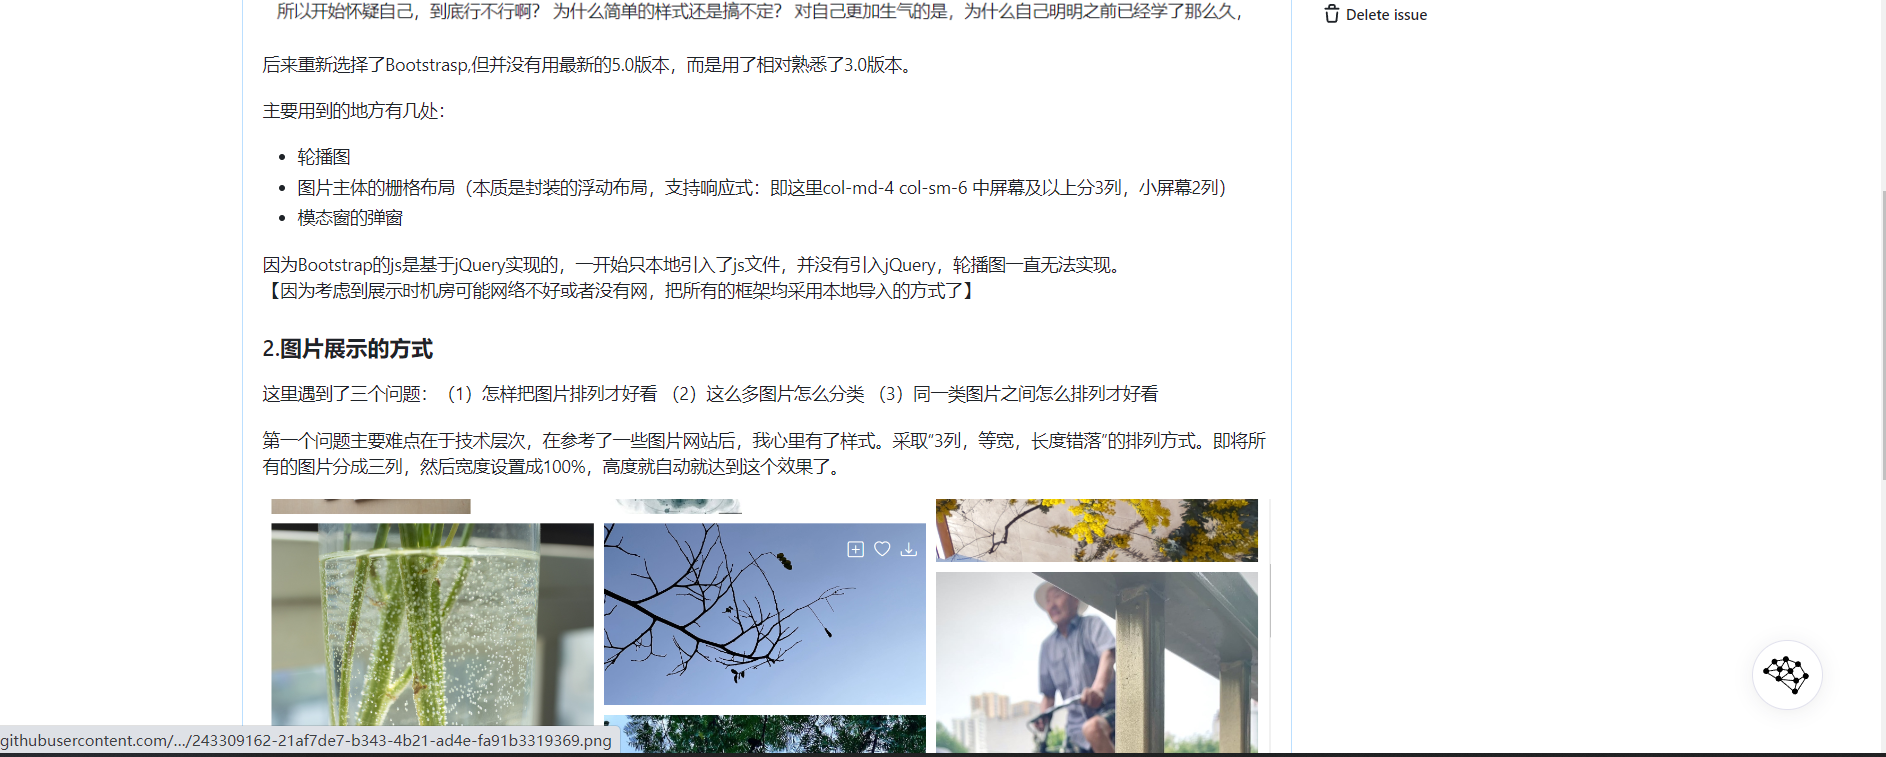 所以开始怀疑自己，到底行不行啊？ 为什么简单的样式还是搞不定？ 对自己更加生气的是，为什么自己明明之前已经学了那么久，
Delete issue
后来重新选择了Bootstrasp,但并没有用最新的5.0版本，而是用了相对熟悉了3.0版本。
主要用到的地方有几处：
轮播图
图片主体的栅格布局（本质是封装的浮动布局，支持响应式：即这里col-md-4 col-sm-6 中屏幕及以上分3列，小屏幕2列）
模态窗的弹窗
因为Bootstrap的js是基于jQuery实现的，一开始只本地引入了js文件，并没有引入jQuery，轮播图一直无法实现。
【因为考虑到展示时机房可能网络不好或者没有网，把所有的框架均采用本地导入的方式了】
2.图片展示的方式
这里遇到了三个问题：（1）怎样把图片排列才好看 （2）这么多图片怎么分类 （3）同一类图片之间怎么排列才好看
第一个问题主要难点在于技术层次，在参考了一些图片网站后，我心里有了样式。采取“3列，等宽，长度错落”的排列方式。即将所
有的图片分成三列，然后宽度设置成100%，高度就自动就达到这个效果了。
githubusercontent.com/.../243309162-21af7de7-b343-4b21-ad4e-fa91b3319369.png